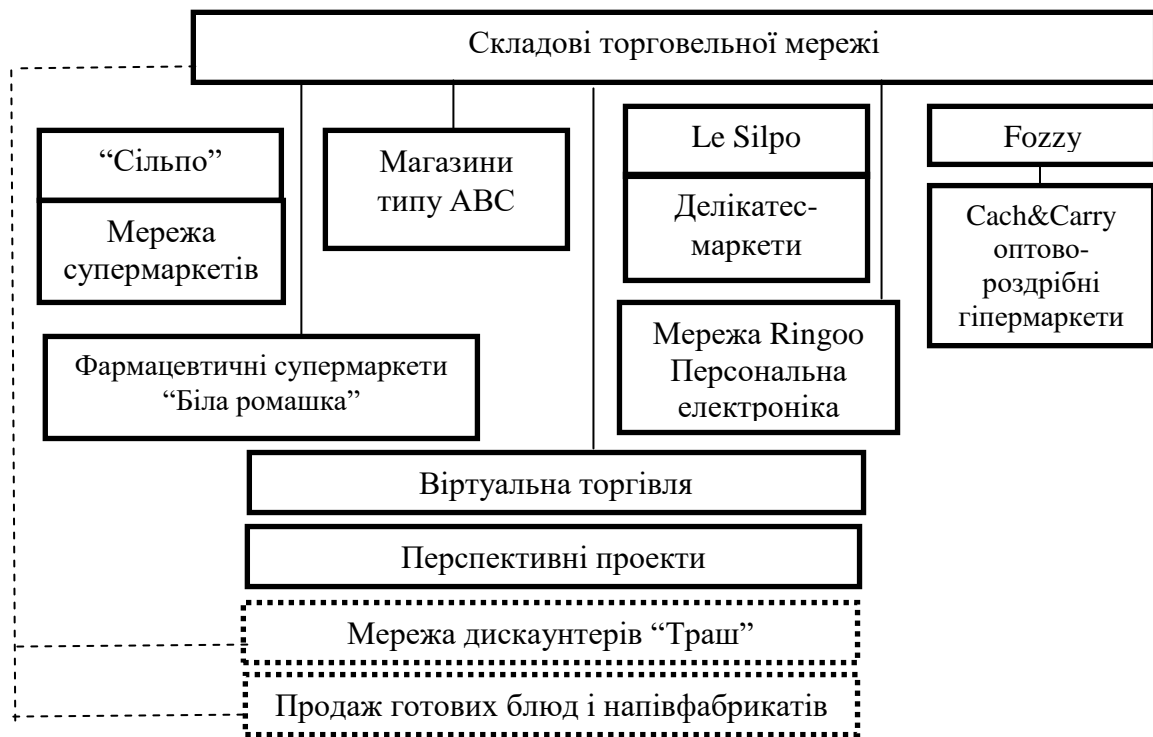 Складові торговельної мережі
“Сільпо”
Мережа
супермаркетів
Магазини
типу АВС
Le Silpo
Делікатес-
маркети
Fozzy
Cach&Carry
оптово-
роздрібні
гіпермаркети
Фармацевтичні супермаркети
“Біла ромашка”
Мережа Ringoo
Персональна
електроніка
Віртуальна торгівля
Перспективні проекти
Мережа дискаунтерів “Траш”
Продаж готових блюд і напівфабрикатів